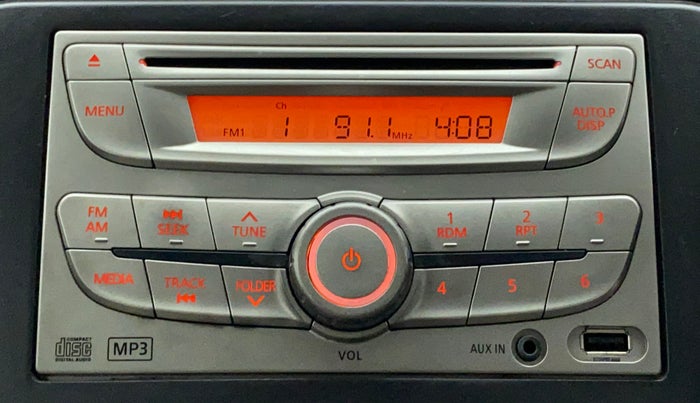 SCAN
MENU
AUTO.P
DISP
Ch
FM1 1 91.1 MHz 4:08
FM
AM
SEEK
TUNE
1
RDM
2
RPT
3
MEDIA
TRACK
FOLDER
4
5
6
COMPACT
disc
DIGITAL AUDIO
MP3
VOL
AUX IN